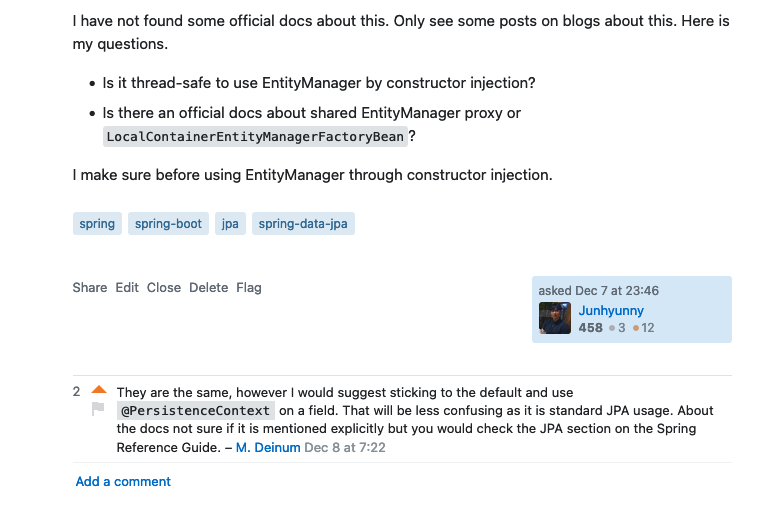 I have not found some official docs about this. Only see some posts on blogs about this. Here is
my questions.
• Is it thread-safe to use EntityManager by constructor injection?
• Is there an official docs about shared EntityManager proxy or
LocalContainerEntityManagerFactoryBean ?
I make sure before using EntityManager through constructor injection.
spring spring-boot jpa spring-data-jpa
Share Edit Close Delete Flag
asked Dec 7 at 23:46
Junhyunny
458 ● 3 ● 12
2 They are the same, however I would suggest sticking to the default and use
@PersistenceContext on a field. That will be less confusing as it is standard JPA usage. About
the docs not sure if it is mentioned explicitly but you would check the JPA section on the Spring
Reference Guide. – M. Deinum Dec 8 at 7:22
Add a comment